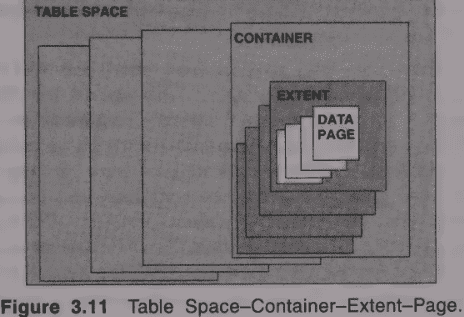 TABLE SPACE
CONTAINER
EXTENT
DATA
PAGE
Figure 3.11 Table Space–Container–Extent–Page.